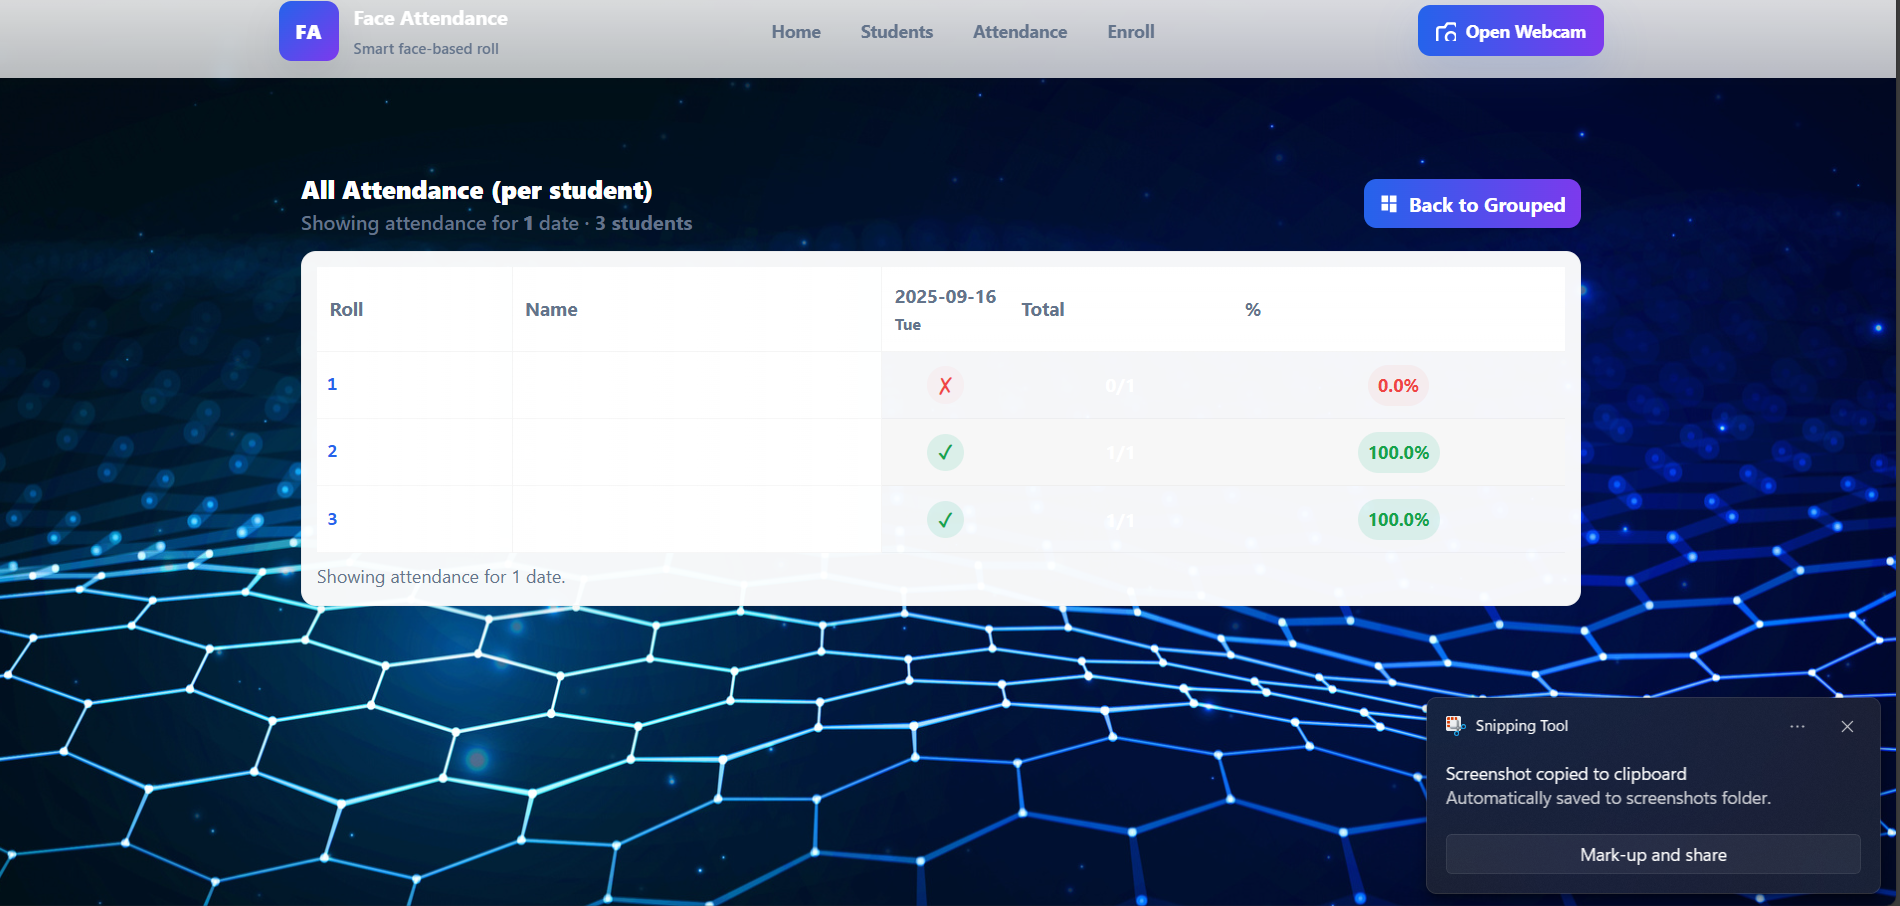 FA
Face Attendance
Smart face-based roll
Home
Students
Attendance
Enroll
Open Webcam
All Attendance (per student)
Showing attendance for 1 date · 3 students
Back to Grouped
Roll
Name
2025-09-16
Tue
Total
%
1
✗
0/1
0.0%
2
✓
1/1
100.0%
3
✓
1/1
100.0%
Showing attendance for 1 date.
Snipping Tool
Screenshot copied to clipboard
Automatically saved to screenshots folder.
Mark-up and share